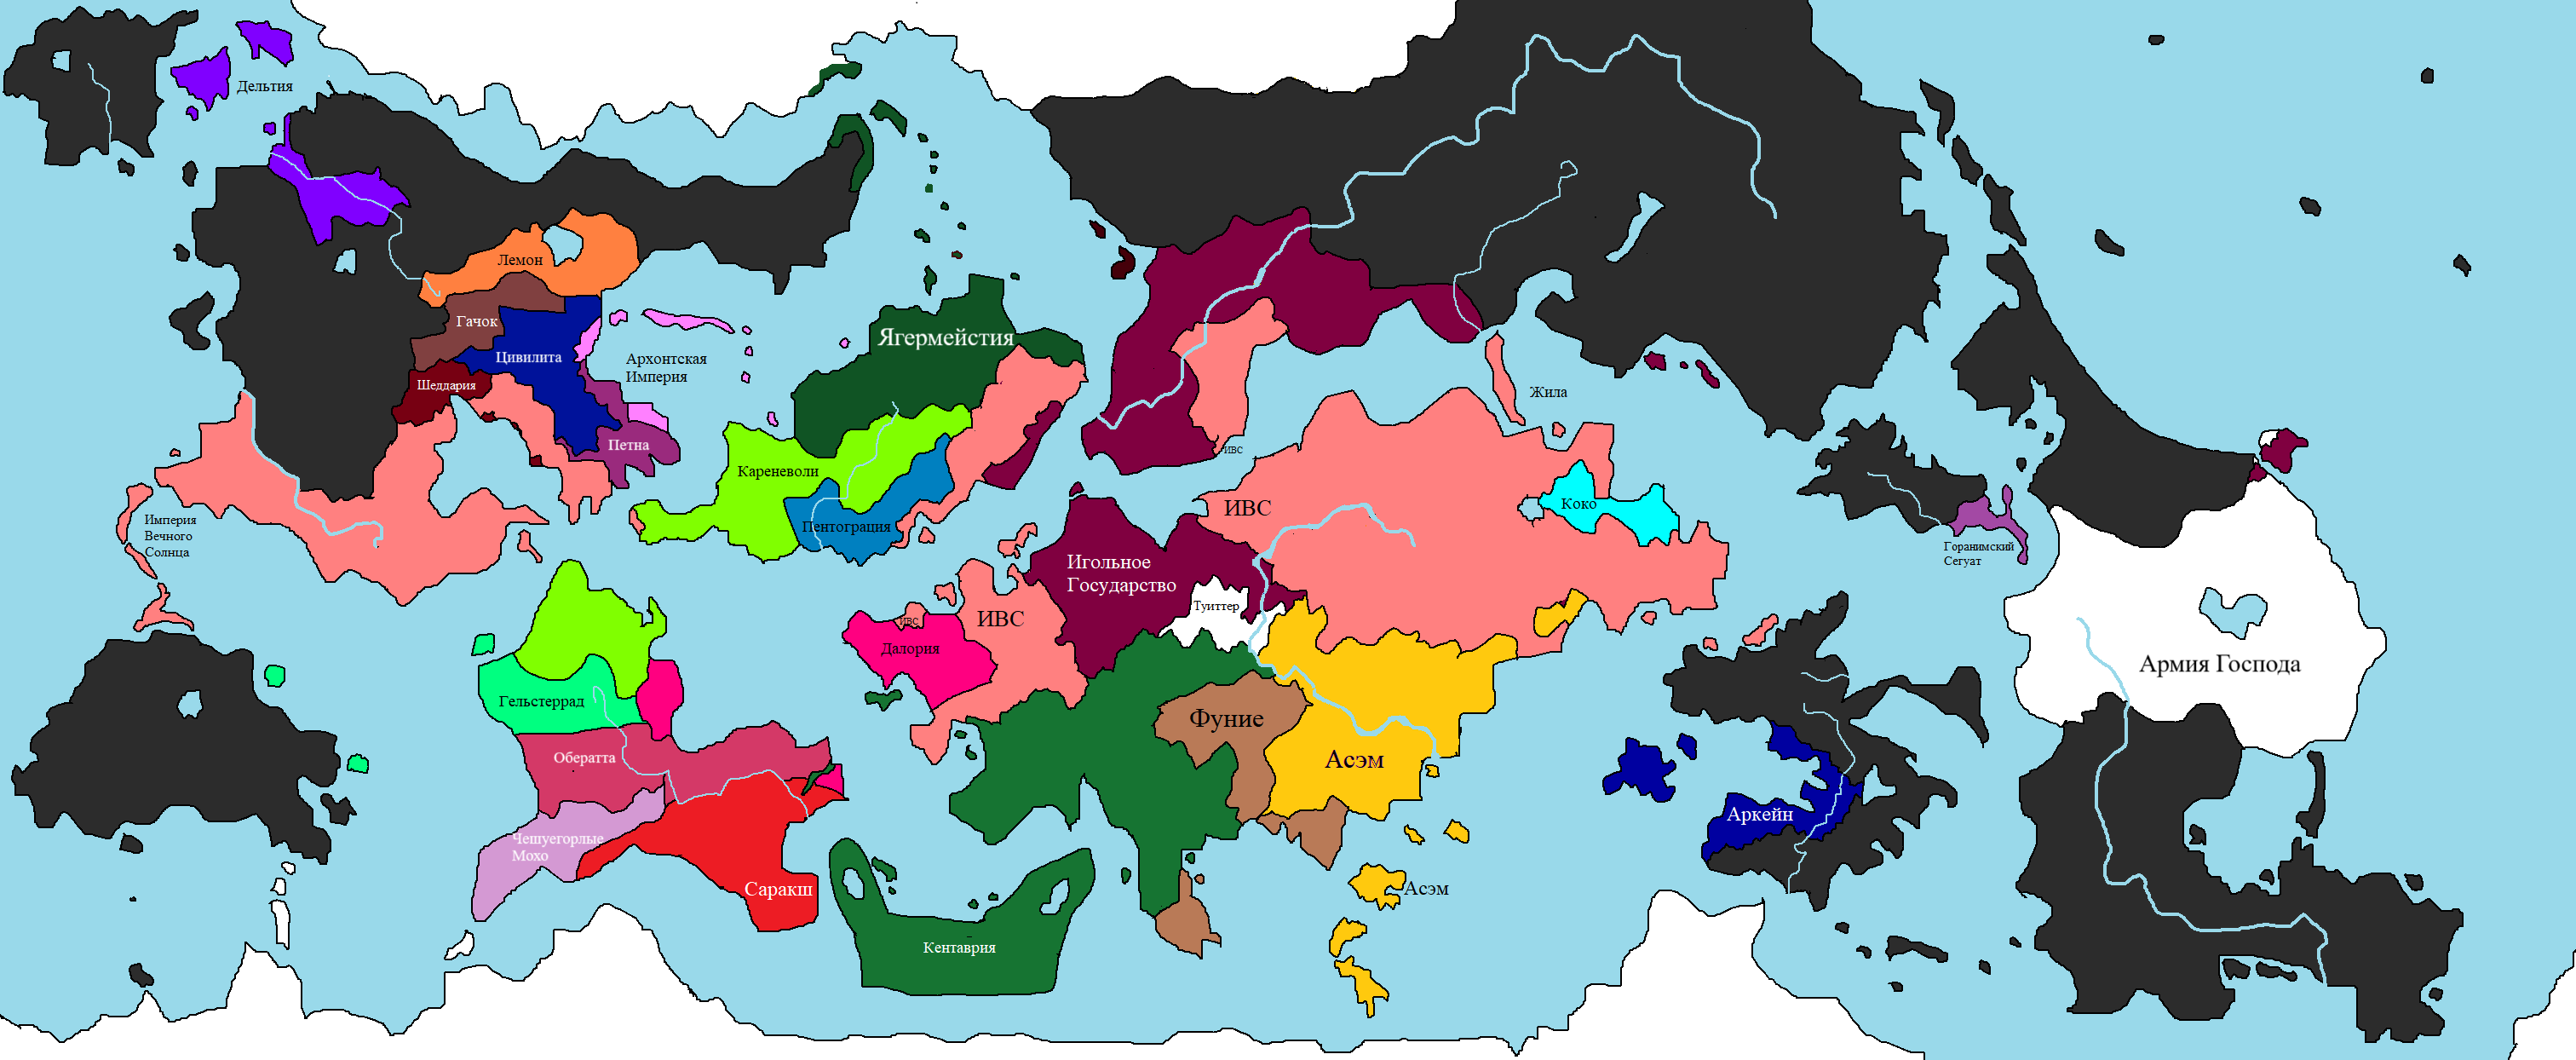 Дельтия
Лемон
Гачок
Цивилита
Архонтская
Империя
Шеддария
Петна
Ягермейстия
Кареневоли
Пентограция
Жила
ИВС
ИВС
Коко
Империя
Вечного
Солнца
Игольное
Государство
Туиттер
Горанимский
Сегуат
ИВС
ИВС
Далория
Армия Господа
Гельстеррад
Фуние
Обератта
Асэм
Аркейн
Чешуегорлые
Мохо
Саракш
Асэм
Кентаврия